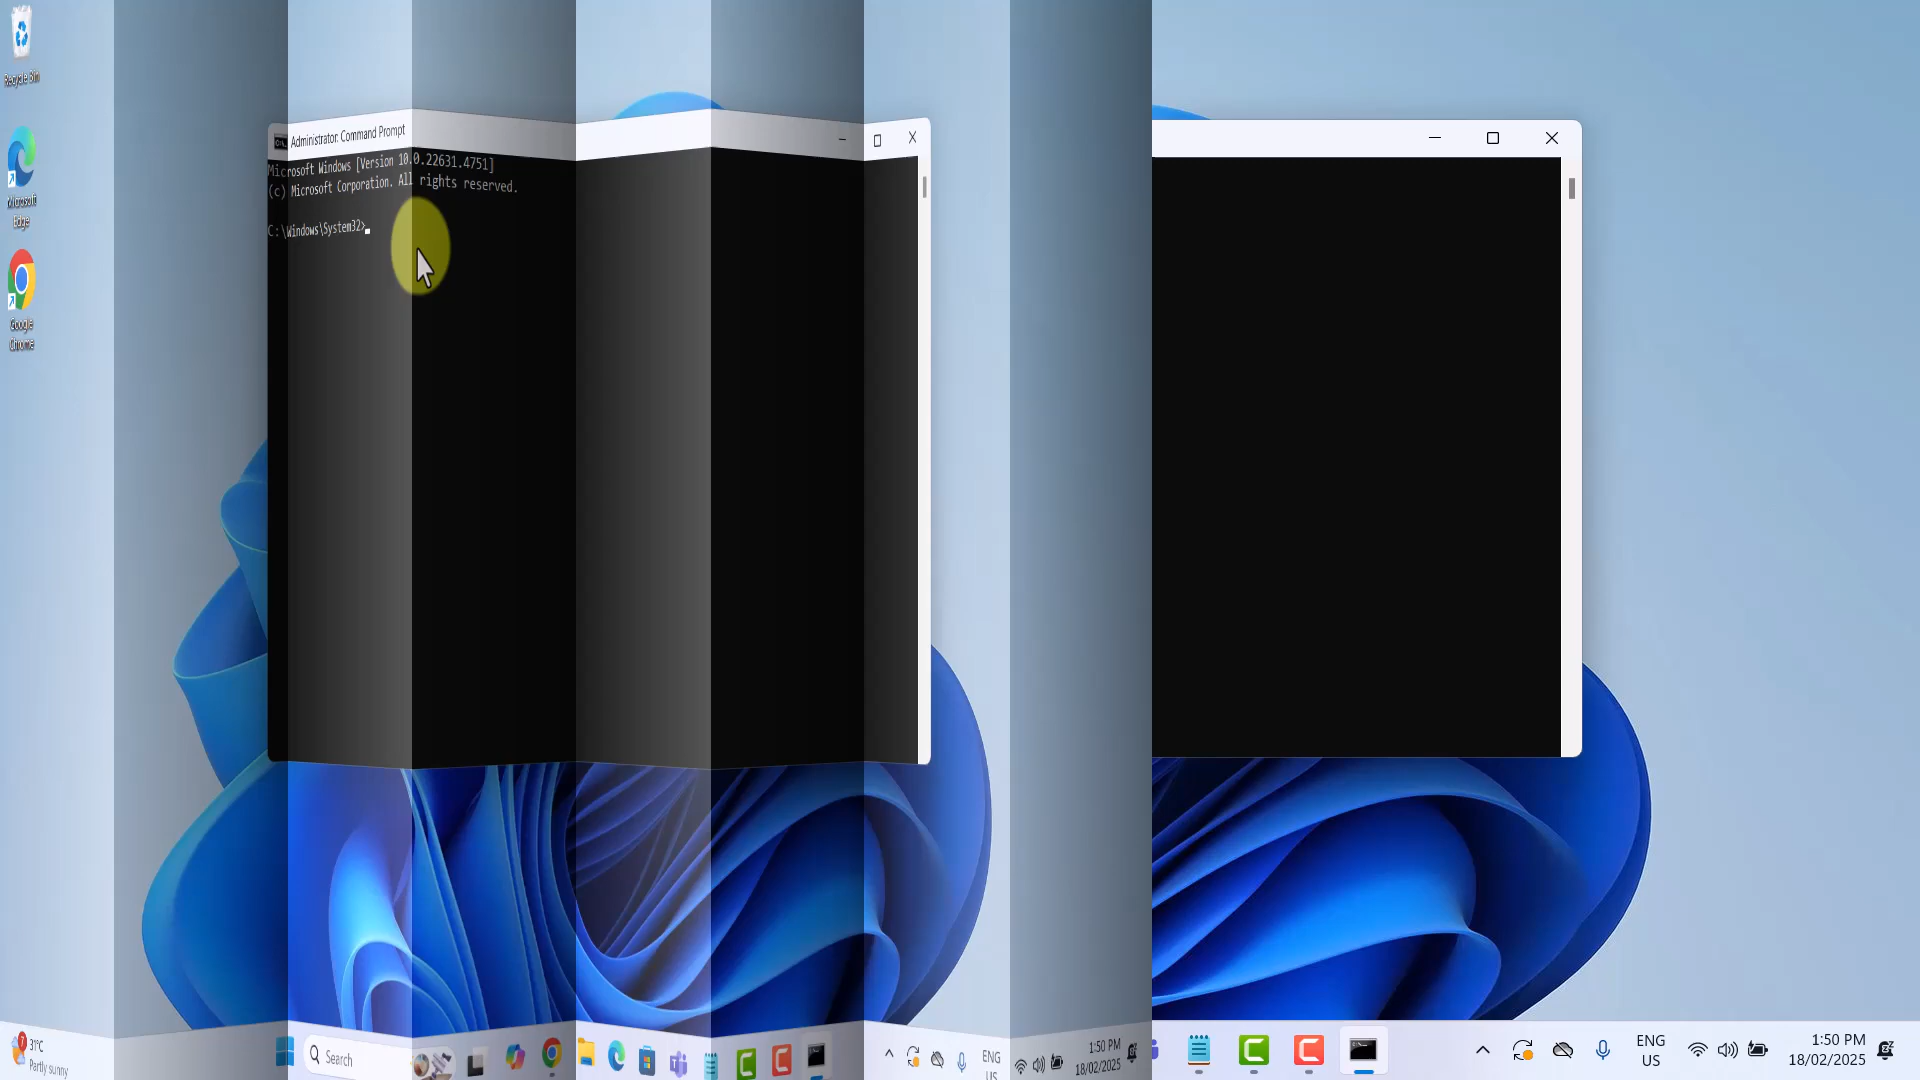 Recycle Bin
Microsoft
Edge
Google
Chrome
Administrator: Command Prompt
Microsoft Windows [Version 10.0.22631.4751]
(c) Microsoft Corporation. All rights reserved.
C:\Windows\System32>
7
31°C
Partly sunny
Search
ENG
US
1:50 PM
18/02/2025
ENG
US
1:50 PM
18/02/2025